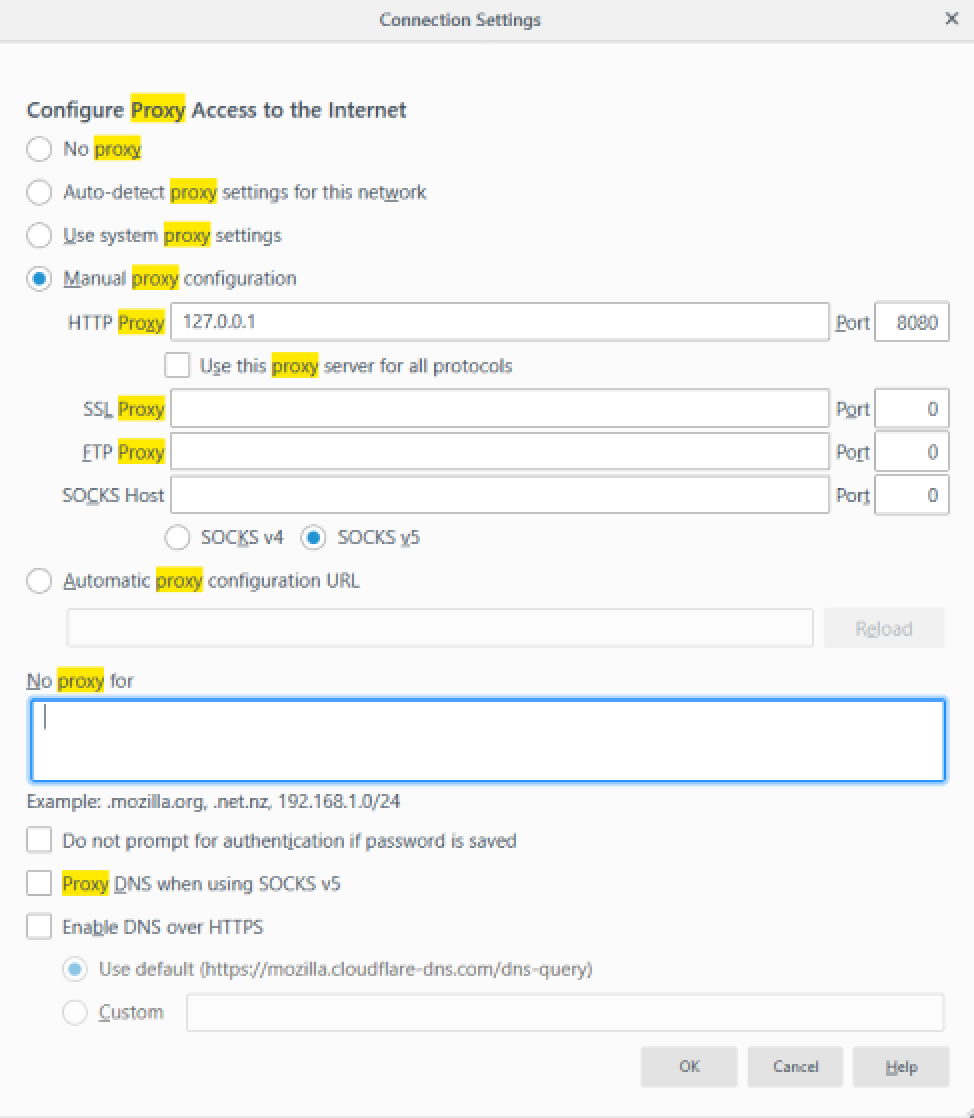 Connection Settings
Configure Proxy Access to the Internet
No proxy
Auto-detect proxy settings for this network
Use system proxy settings
Manual proxy configuration
HTTP Proxy 127.0.0.1 Port 8080
Use this proxy server for all protocols
SSL Proxy Port 0
FTP Proxy Port 0
SOCKS Host Port 0
SOCKS v4 SOCKS v5
Automatic proxy configuration URL
Reload
No proxy for
Example: .mozilla.org, .net.nz, 192.168.1.0/24
Do not prompt for authentication if password is saved
Proxy DNS when using SOCKS v5
Enable DNS over HTTPS
Use default (https://mozilla.cloudflare-dns.com/dns-query)
Custom
OK Cancel Help